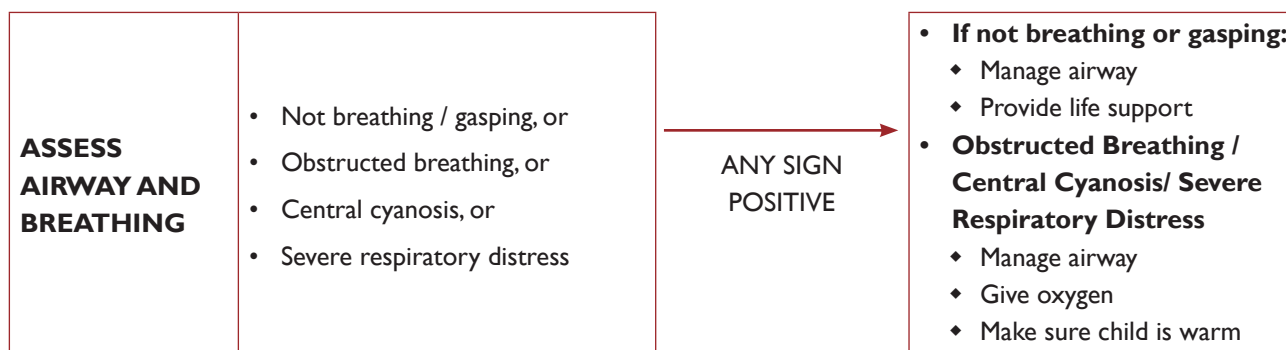 ASSESS
AIRWAY AND
BREATHING
• Not breathing / gasping, or
• Obstructed breathing, or
• Central cyanosis, or
• Severe respiratory distress
ANY SIGN
POSITIVE
• If not breathing or gasping:
◆ Manage airway
◆ Provide life support
• Obstructed Breathing /
Central Cyanosis/ Severe
Respiratory Distress
◆ Manage airway
◆ Give oxygen
◆ Make sure child is warm